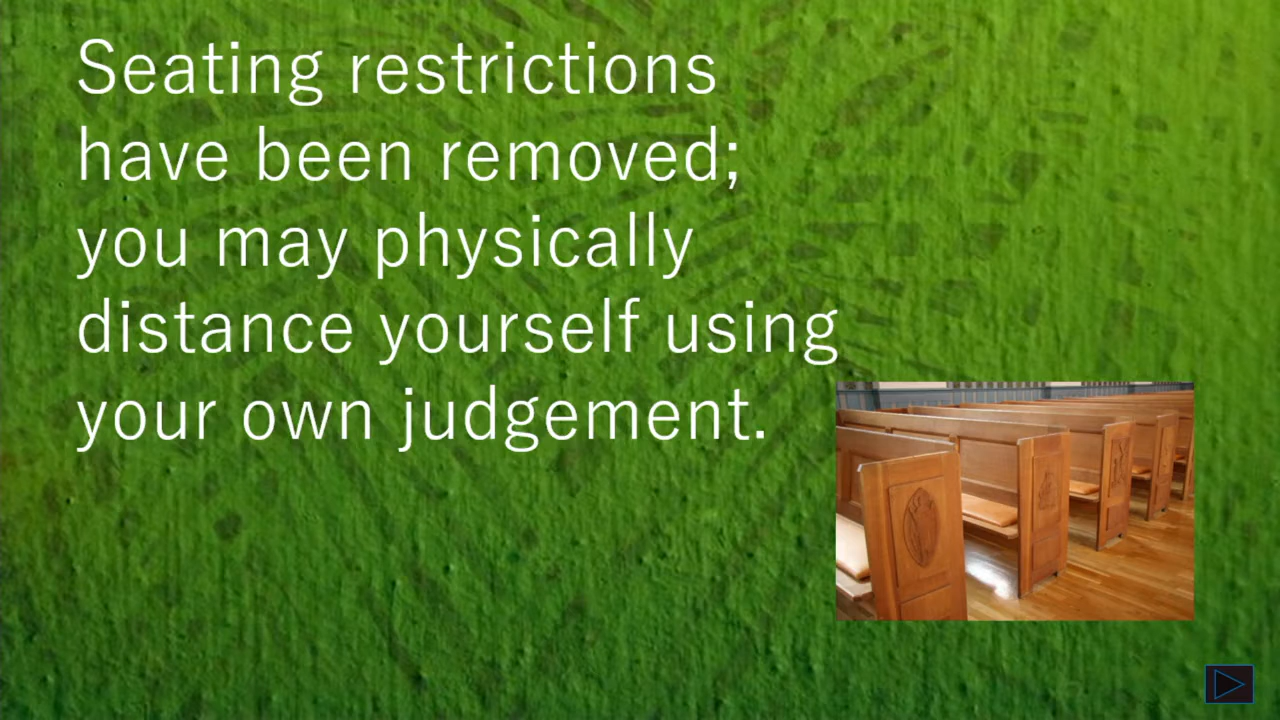 Seating restrictions
have been removed;
you may physically
distance yourself using
your own judgement.